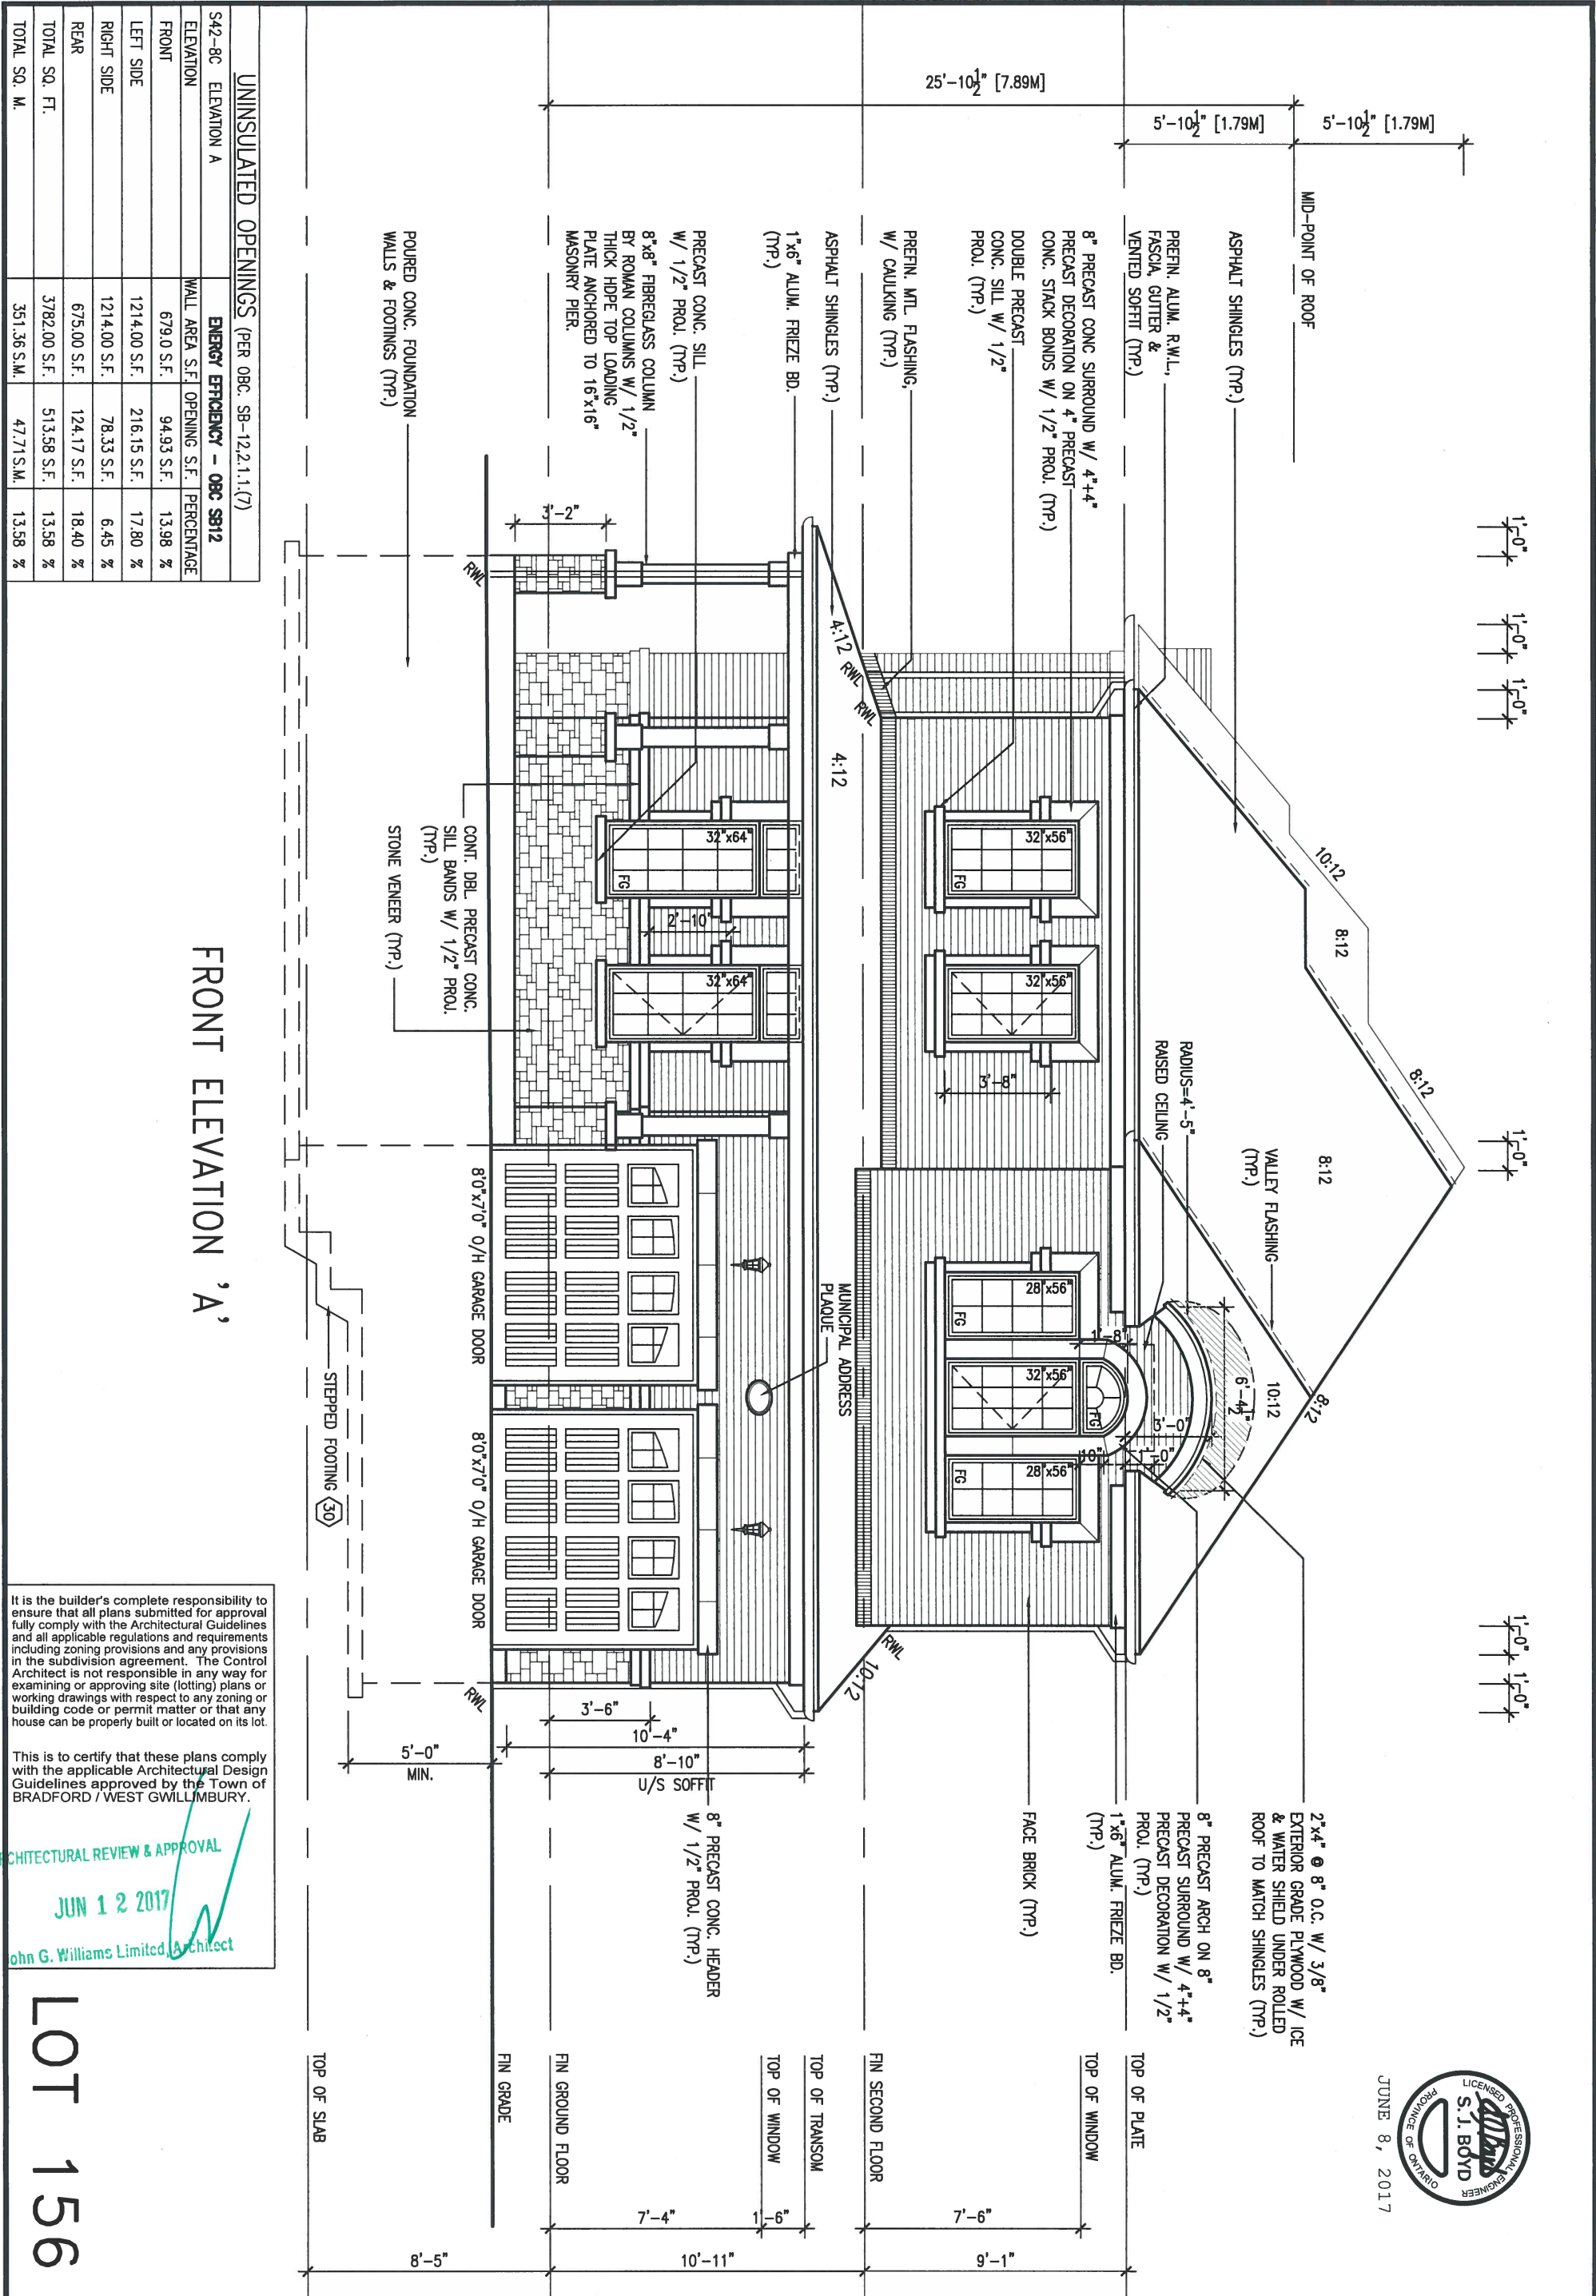 25'-10½" [7.89M]
5'-10½" [1.79M]
5'-10½" [1.79M]
MID-POINT OF ROOF
ASPHALT SHINGLES (TYP.)
PREFIN. ALUM. R.W.L.,
FASCIA, GUTTER &
VENTED SOFFIT (TYP.)
8" PRECAST CONC SURROUND W/ 4"+4"
PRECAST DECORATION ON 4" PRECAST
CONC. STACK BONDS W/ 1/2" PROJ. (TYP.)
DOUBLE PRECAST
CONC. SILL W/ 1/2"
PROJ. (TYP.)
PREFIN. MTL. FLASHING,
W/ CAULKING (TYP.)
ASPHALT SHINGLES (TYP.)
1"x6" ALUM. FRIEZE BD.
(TYP.)
PRECAST CONC. SILL
W/ 1/2" PROJ. (TYP.)
8"x8" FIBREGLASS COLUMN
BY ROMAN COLUMNS W/ 1/2"
THICK HDPE TOP LOADING
PLATE ANCHORED TO 16"x16"
MASONRY PIER.
POURED CONC. FOUNDATION
WALLS & FOOTINGS (TYP.)
1'-0"
1'-0"
1'-0"
1'-0"
1'-0"
1'-0"
10:12
8:12
8:12
8:12
8:12
10:12
VALLEY FLASHING
(TYP.)
RADIUS=4'-5"
RAISED CEILING
6'-4½"
3'-0"
1'-0"
10"
1'-8"
32"x56"
FG
32"x56"
3'-8"
28"x56"
FG
32"x56"
FG
28"x56"
FG
4:12
RWL
RWL
4:12
RWL
10:12
MUNICIPAL ADDRESS
PLAQUE
32"x64"
FG
2'-10"
32"x64"
3'-2"
RWL
RWL
CONT. DBL PRECAST CONC.
SILL BANDS W/ 1/2" PROJ.
(TYP.)
STONE VENEER (TYP.)
8'0"x7'0" O/H GARAGE DOOR
8'0"x7'0" O/H GARAGE DOOR
STEPPED FOOTING 30
3'-6"
10'-4"
8'-10"
U/S SOFFIT
5'-0"
MIN.
2"x4" @ 8" O.C. W/ 3/8"
EXTERIOR GRADE PLYWOOD W/ ICE
& WATER SHIELD UNDER ROLLED
ROOF TO MATCH SHINGLES (TYP.)
8" PRECAST ARCH ON 8"
PRECAST SURROUND W/ 4"+4"
PRECAST DECORATION W/ 1/2"
PROJ. (TYP.)
1"x6" ALUM. FRIEZE BD.
(TYP.)
FACE BRICK (TYP.)
8" PRECAST CONC. HEADER
W/ 1/2" PROJ. (TYP.)
TOP OF PLATE
TOP OF WINDOW
FIN SECOND FLOOR
TOP OF TRANSOM
TOP OF WINDOW
FIN GROUND FLOOR
FIN GRADE
TOP OF SLAB
7'-6"
9'-1"
1'-6"
7'-4"
10'-11"
8'-5"
LICENSED PROFESSIONAL ENGINEER
S. J. BOYD
PROVINCE OF ONTARIO
JUNE 8, 2017
FRONT ELEVATION 'A'
UNINSULATED OPENINGS (PER OBC. SB-12,2.1.1.(7)
S42-8C ELEVATION A ENERGY EFFICIENCY - OBC SB12
ELEVATION WALL AREA S.F. OPENING S.F. PERCENTAGE
FRONT 679.0 S.F. 94.93 S.F. 13.98 %
LEFT SIDE 1214.00 S.F. 216.15 S.F. 17.80 %
RIGHT SIDE 1214.00 S.F. 78.33 S.F. 6.45 %
REAR 675.00 S.F. 124.17 S.F. 18.40 %
TOTAL SQ. FT. 3782.00 S.F. 513.58 S.F. 13.58 %
TOTAL SQ. M. 351.36 S.M. 47.71 S.M. 13.58 %
It is the builder's complete responsibility to
ensure that all plans submitted for approval
fully comply with the Architectural Guidelines
and all applicable regulations and requirements
including zoning provisions and any provisions
in the subdivision agreement. The Control
Architect is not responsible in any way for
examining or approving site (lotting) plans or
working drawings with respect to any zoning or
building code or permit matter or that any
house can be properly built or located on its lot.
This is to certify that these plans comply
with the applicable Architectural Design
Guidelines approved by the Town of
BRADFORD / WEST GWILLIMBURY.
CHITECTURAL REVIEW & APPROVAL
JUN 12 2017
ohn G. Williams Limited, Architect
LOT 156